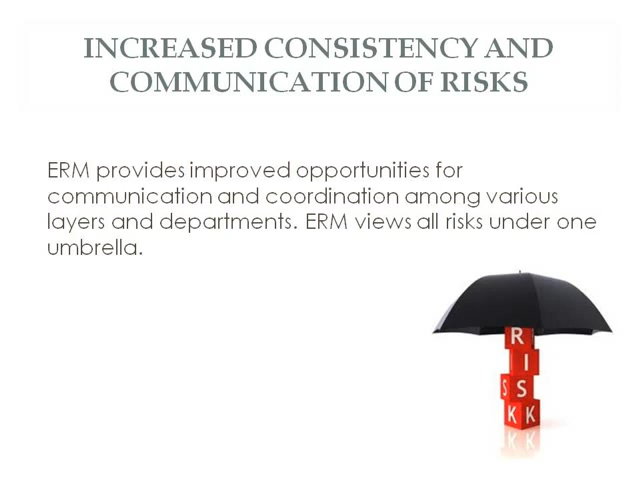 INCREASED CONSISTENCY AND
COMMUNICATION OF RISKS
ERM provides improved opportunities for
communication and coordination among various
layers and departments. ERM views all risks under one
umbrella.
R
I
S S
K K